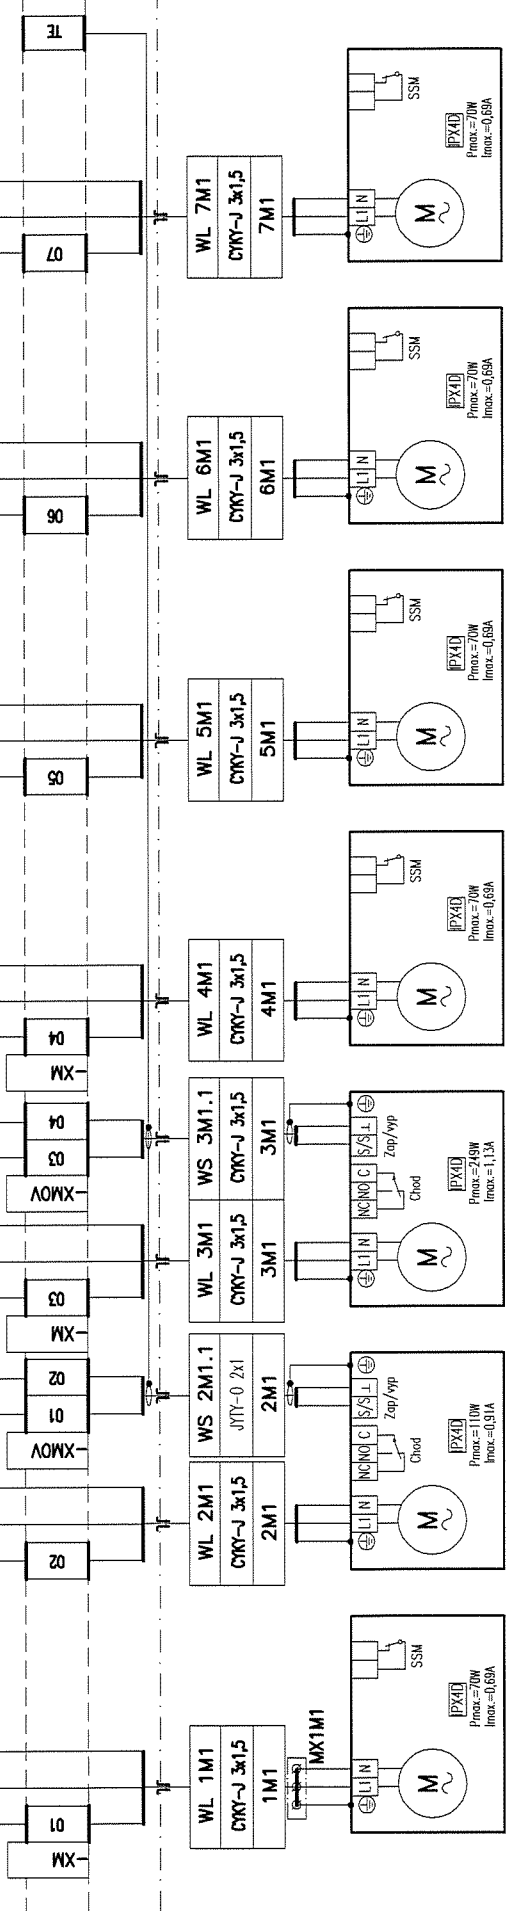 TE
07
WL 7M1
CYKY-J 3x1,5
7M1
N
L1
M
SSM
IPX4D
Pmax.=70W
Imax.=0,69A
06
WL 6M1
CYKY-J 3x1,5
6M1
N
L1
M
SSM
IPX4D
Pmax.=70W
Imax.=0,69A
05
WL 5M1
CYKY-J 3x1,5
5M1
N
L1
M
SSM
IPX4D
Pmax.=70W
Imax.=0,69A
04
-XM
WL 4M1
CYKY-J 3x1,5
4M1
N
L1
M
SSM
IPX4D
Pmax.=70W
Imax.=0,69A
04
03
-XMOV
WS 3M1.1
CYKY-J 3x1,5
3M1
S/S ⊥
Zap/vyp
NC NO C
Chod
03
-XM
WL 3M1
CYKY-J 3x1,5
3M1
N
L1
M
IPX4D
Pmax.=249W
Imax.=1,13A
02
01
-XMOV
WS 2M1.1
JYTY-O 2x1
2M1
S/S ⊥
Zap/vyp
NC NO C
Chod
02
WL 2M1
CYKY-J 3x1,5
2M1
N
L1
M
IPX4D
Pmax.=110W
Imax.=0,91A
01
-XM
WL 1M1
CYKY-J 3x1,5
1M1
MX1M1
N
L1
M
SSM
IPX4D
Pmax.=70W
Imax.=0,69A